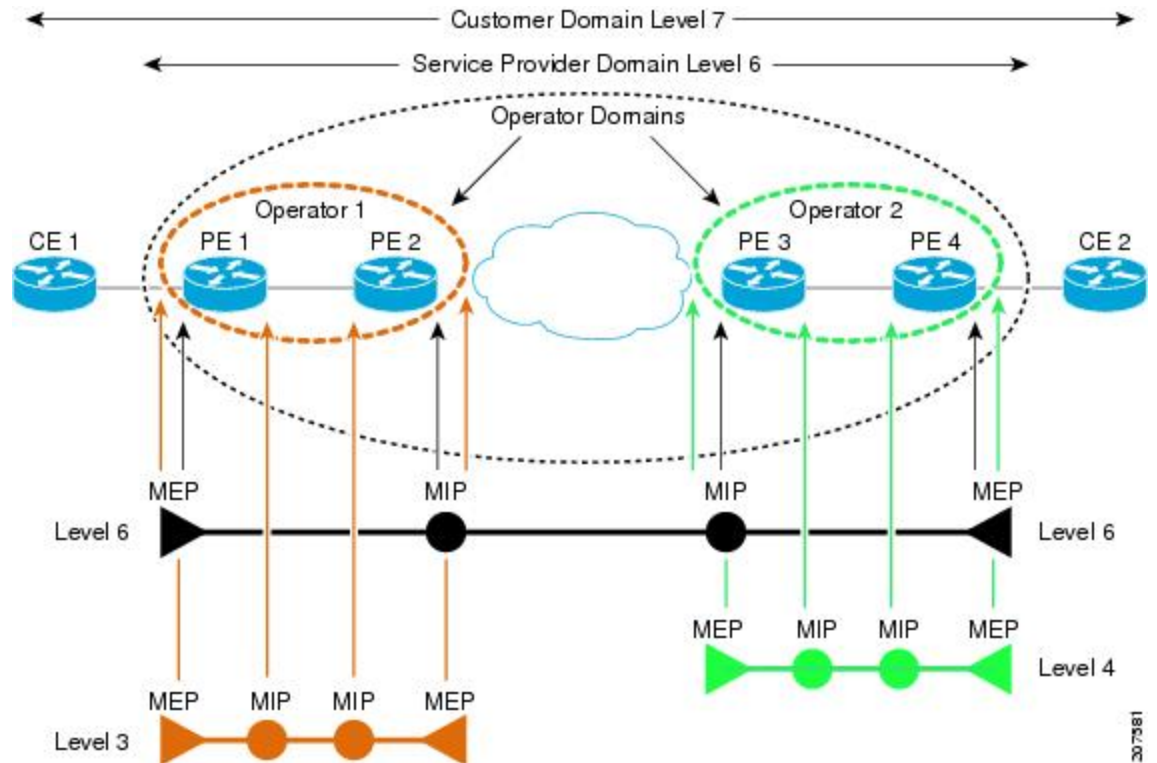 Customer Domain Level 7
Service Provider Domain Level 6
Operator Domains
Operator 1
Operator 2
CE 1
PE 1
PE 2
PE 3
PE 4
CE 2
MEP
MIP
MIP
MEP
Level 6
Level 6
MEP
MIP
MIP
MEP
Level 4
MEP
MIP
MIP
MEP
Level 3
207581